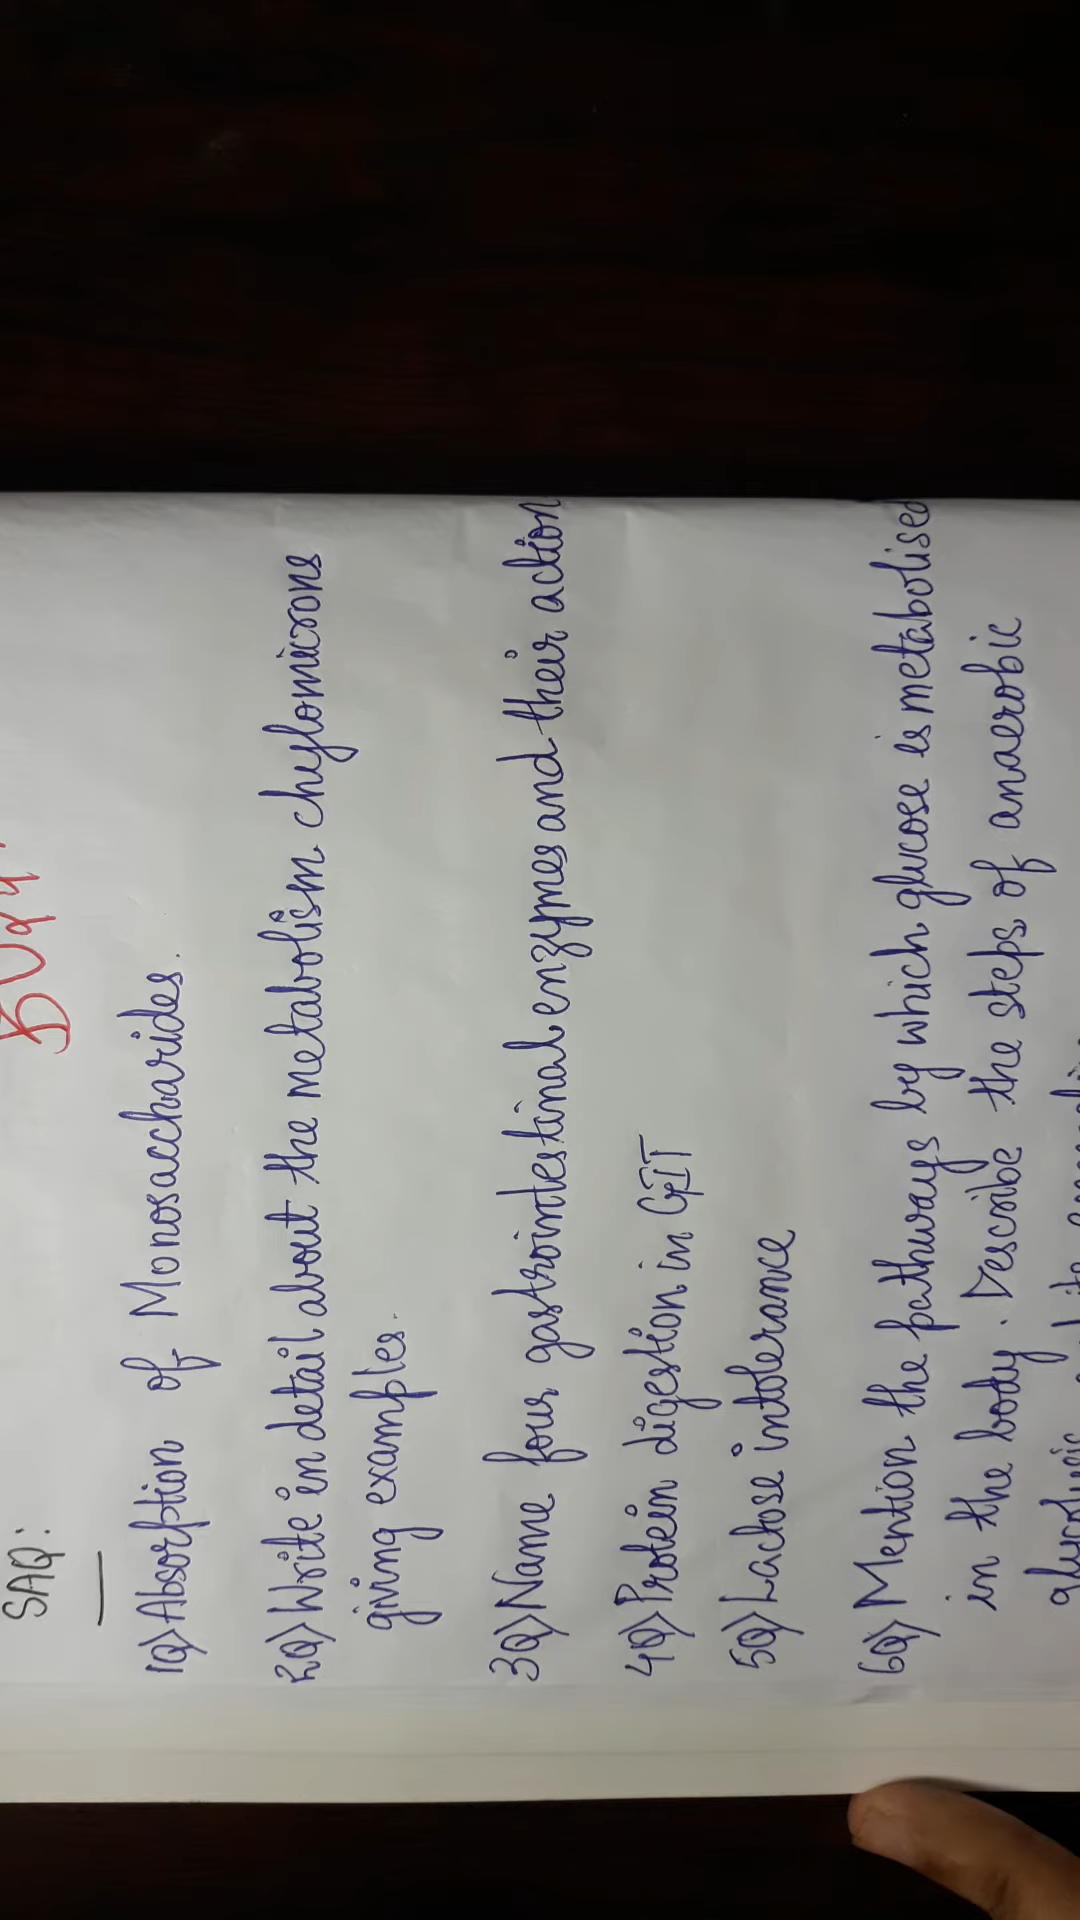 SAQ:
1Q> Absorption of Monosaccharides.
2Q> Write in detail about the metabolism chylomicrons
giving examples.
3Q> Name four gastrointestinal enzymes and their action
4Q> Protein digestion in GIT
5Q> Lactose intolerance
6Q> Mention the pathways by which glucose is metabolised
in the body. Describe the steps of anaerobic
glycolysis